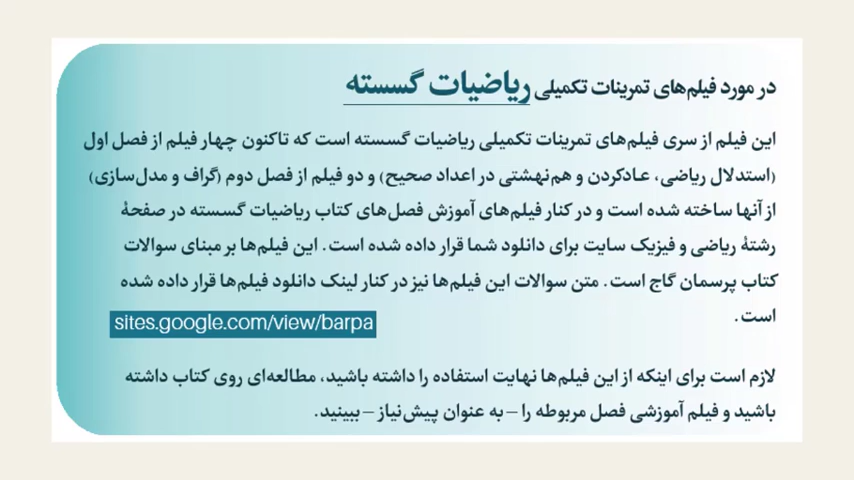 در مورد فیلم‌های تمرینات تکمیلی ریاضیات گسسته
این فیلم از سری فیلم‌های تمرینات تکمیلی ریاضیات گسسته است که تاکنون چهار فیلم از فصل اول
(استدلال ریاضی، عادکردن و هم‌نهشتی در اعداد صحیح) و دو فیلم از فصل دوم (گراف و مدل‌سازی)
از آنها ساخته شده است و در کنار فیلم‌های آموزش فصل‌های کتاب ریاضیات گسسته در صفحهٔ
رشتهٔ ریاضی و فیزیک سایت برای دانلود شما قرار داده شده است. این فیلم‌ها بر مبنای سوالات
کتاب پرسمان گاج است. متن سوالات این فیلم‌ها نیز در کنار لینک دانلود فیلم‌ها قرار داده شده
است.
sites.google.com/view/barpa
لازم است برای اینکه از این فیلم‌ها نهایت استفاده را داشته باشید، مطالعه‌ای روی کتاب داشته
باشید و فیلم آموزشی فصل مربوطه را – به عنوان پیش‌نیاز – ببینید.